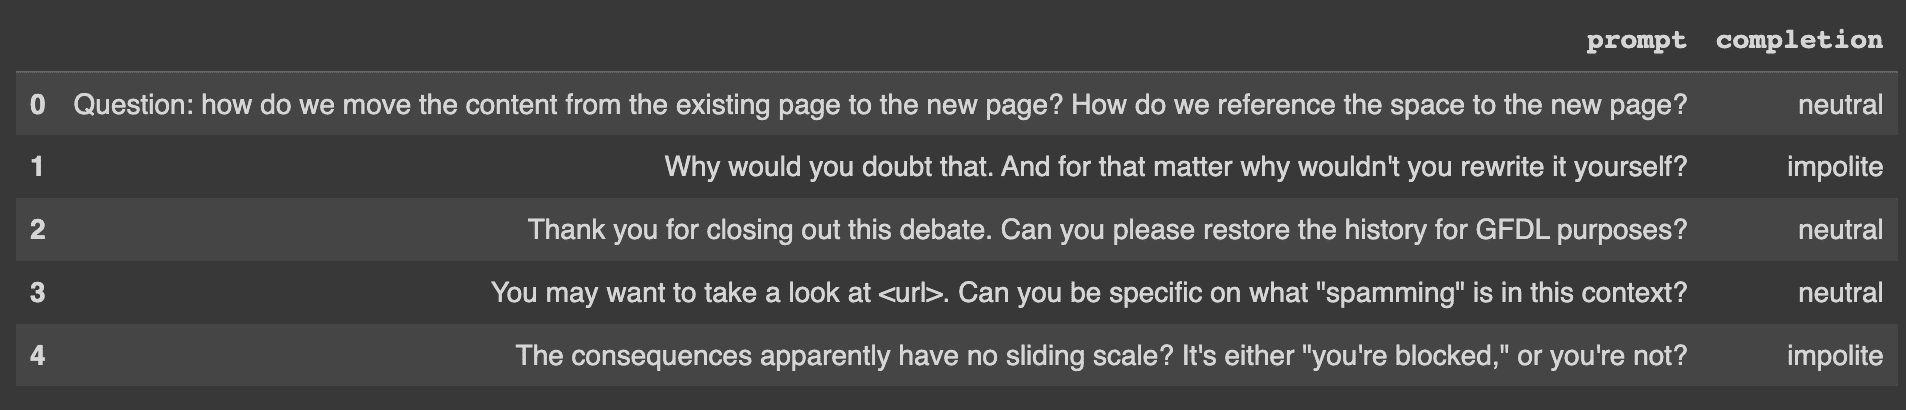 prompt completion
0 Question: how do we move the content from the existing page to the new page? How do we reference the space to the new page? neutral
1 Why would you doubt that. And for that matter why wouldn't you rewrite it yourself? impolite
2 Thank you for closing out this debate. Can you please restore the history for GFDL purposes? neutral
3 You may want to take a look at <url>. Can you be specific on what "spamming" is in this context? neutral
4 The consequences apparently have no sliding scale? It's either "you're blocked," or you're not? impolite